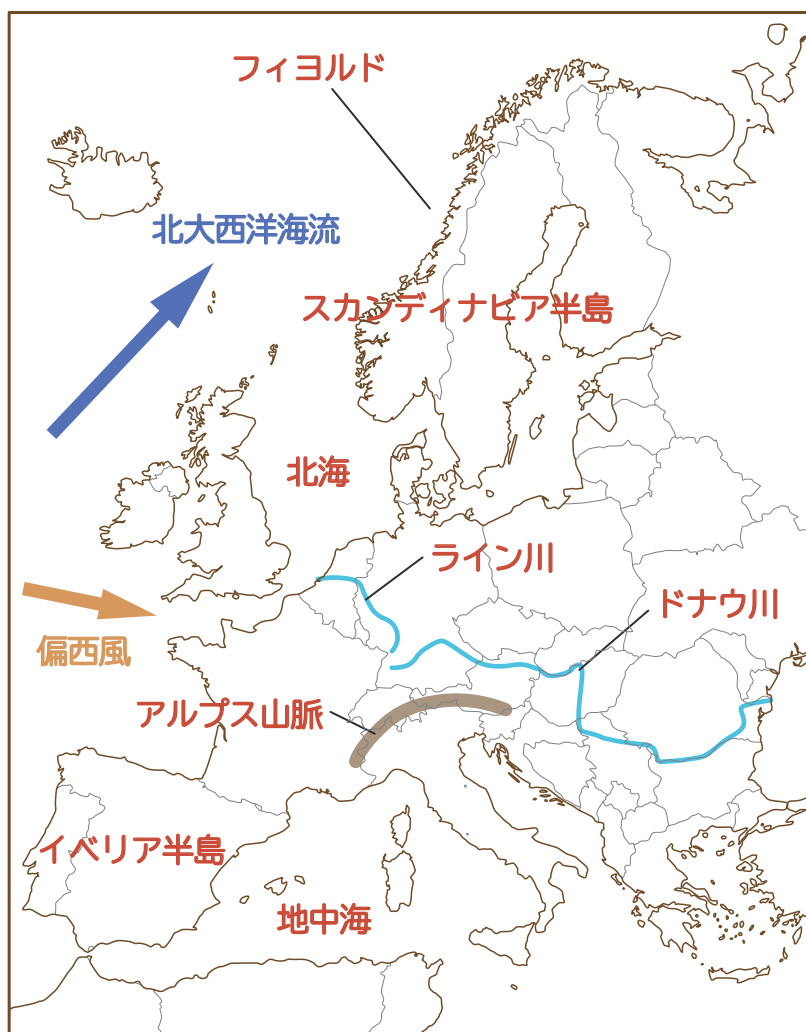 フィヨルド
北大西洋海流
スカンディナビア半島
北海
ライン川
ドナウ川
偏西風
アルプス山脈
イベリア半島
地中海